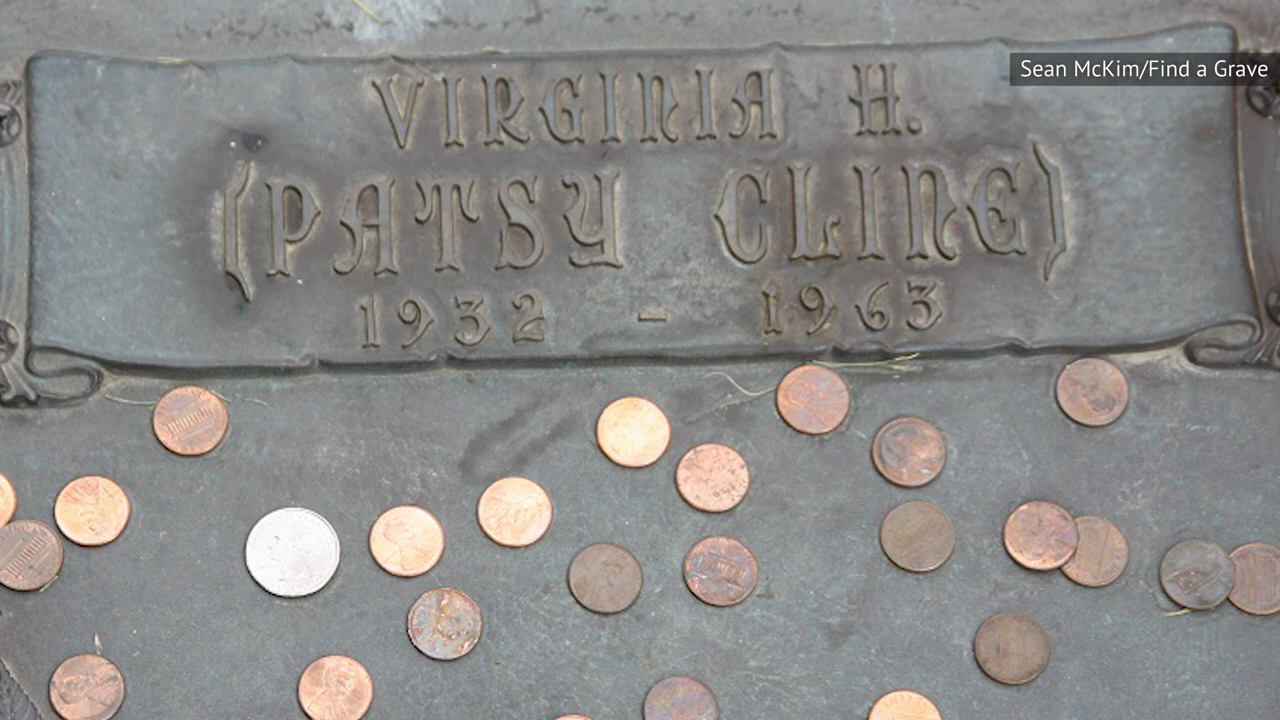 Sean McKim/Find a Grave
VIRGINIA H.
(PATSY CLINE)
1932 - 1963